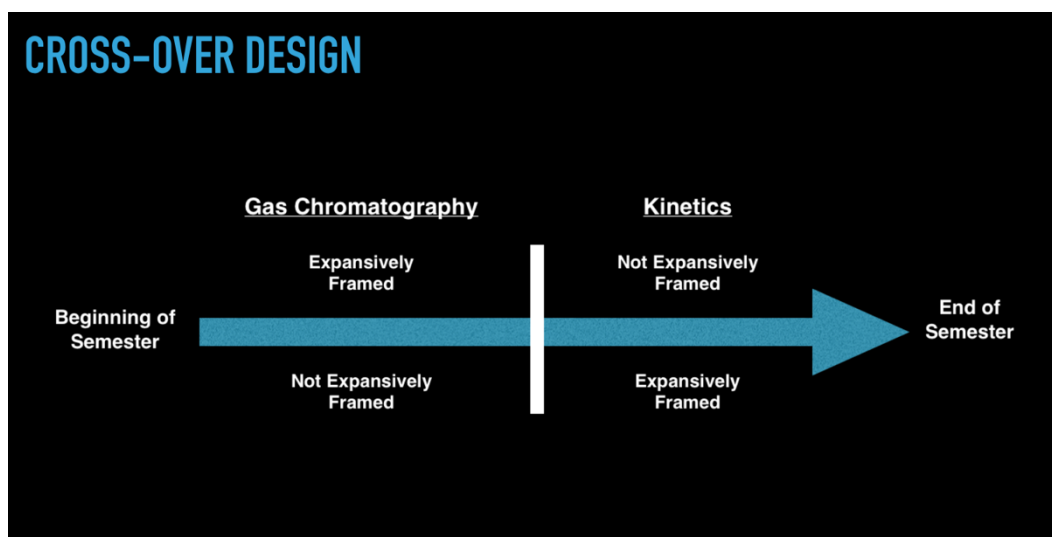 CROSS-OVER DESIGN
Gas Chromatography
Kinetics
Expansively
Framed
Not Expansively
Framed
Beginning of
Semester
End of
Semester
Not Expansively
Framed
Expansively
Framed